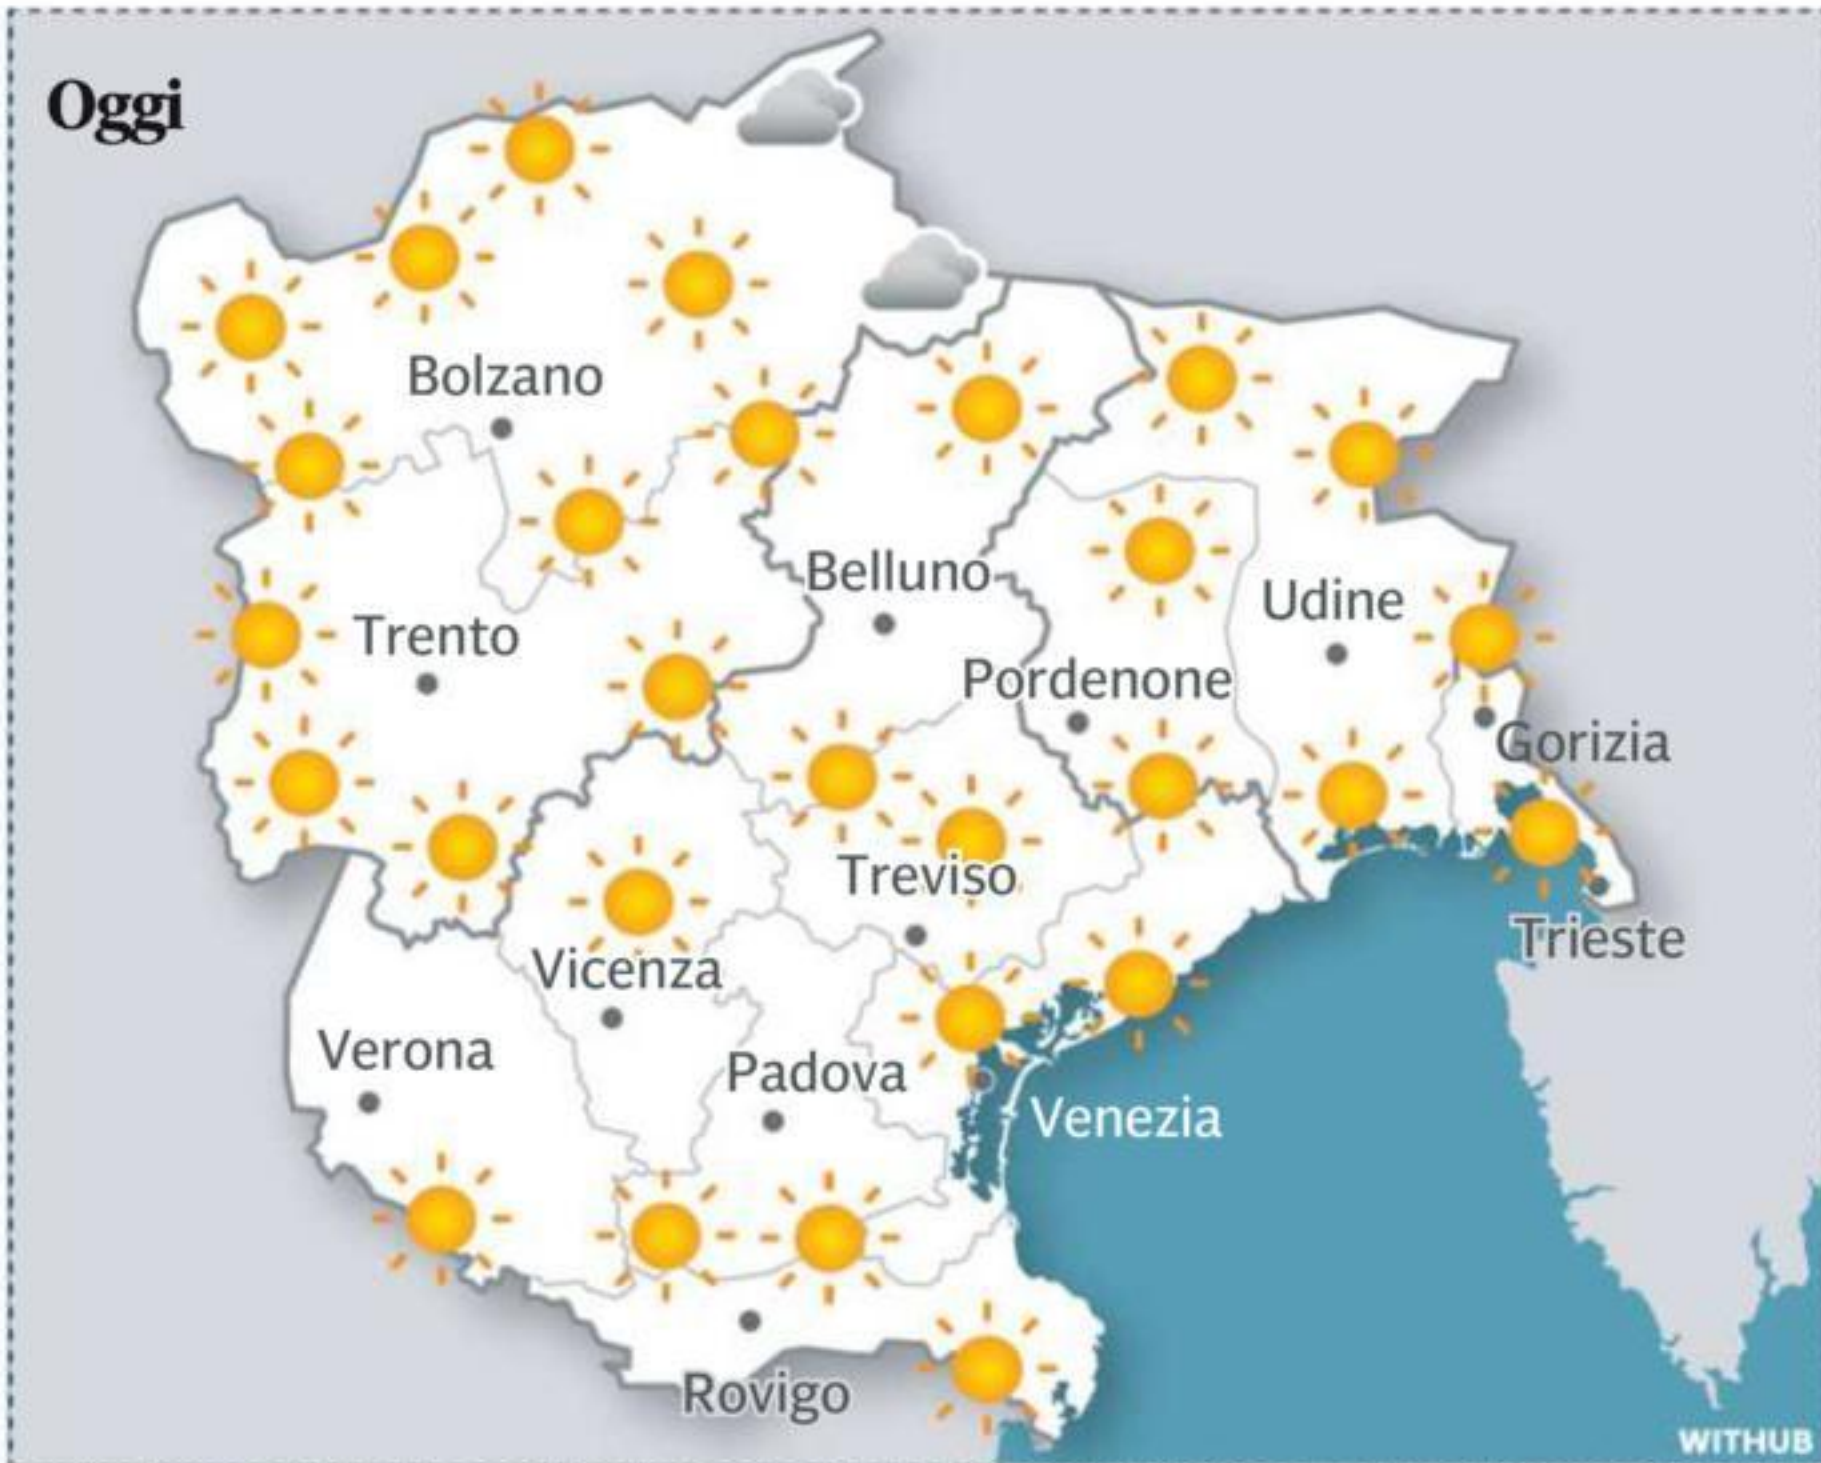 Oggi
Bolzano
Belluno
Udine
Trento
Pordenone
Gorizia
Treviso
Trieste
Vicenza
Verona
Padova
Venezia
Rovigo
WITHUB